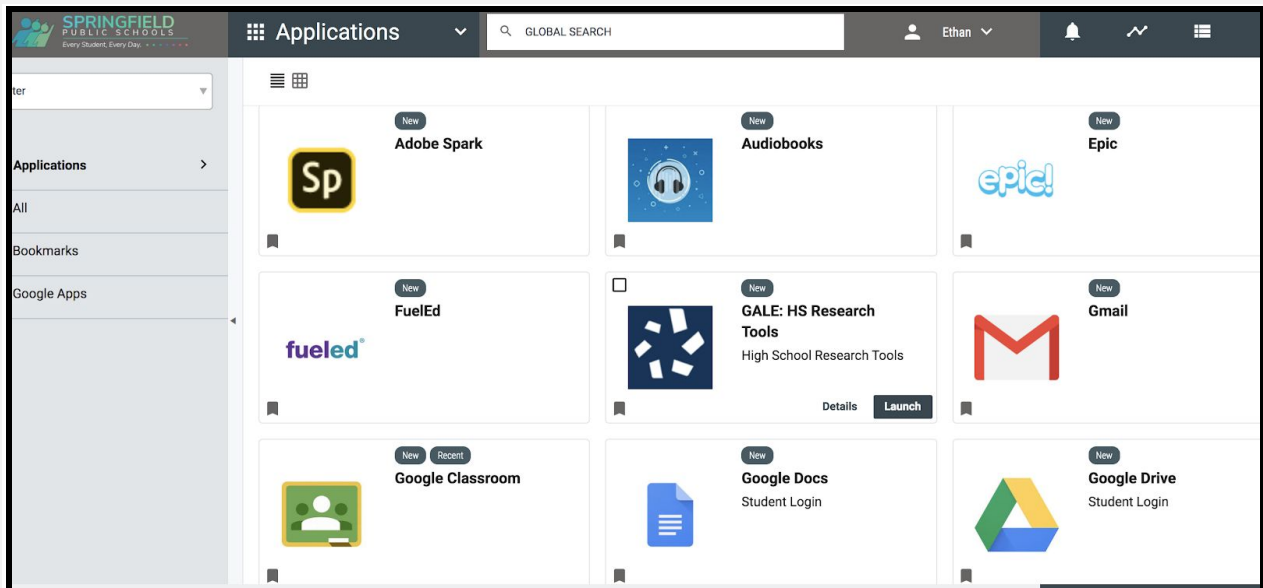 SPRINGFIELD
PUBLIC SCHOOLS
Every Student, Every Day.
Applications
GLOBAL SEARCH
Ethan
ter
Applications
All
Bookmarks
Google Apps
New
Adobe Spark
Sp
New
Audiobooks
New
Epic
epic!
New
FuelEd
fueled
New
GALE: HS Research
Tools
High School Research Tools
Details Launch
New
Gmail
New Recent
Google Classroom
New
Google Docs
Student Login
New
Google Drive
Student Login